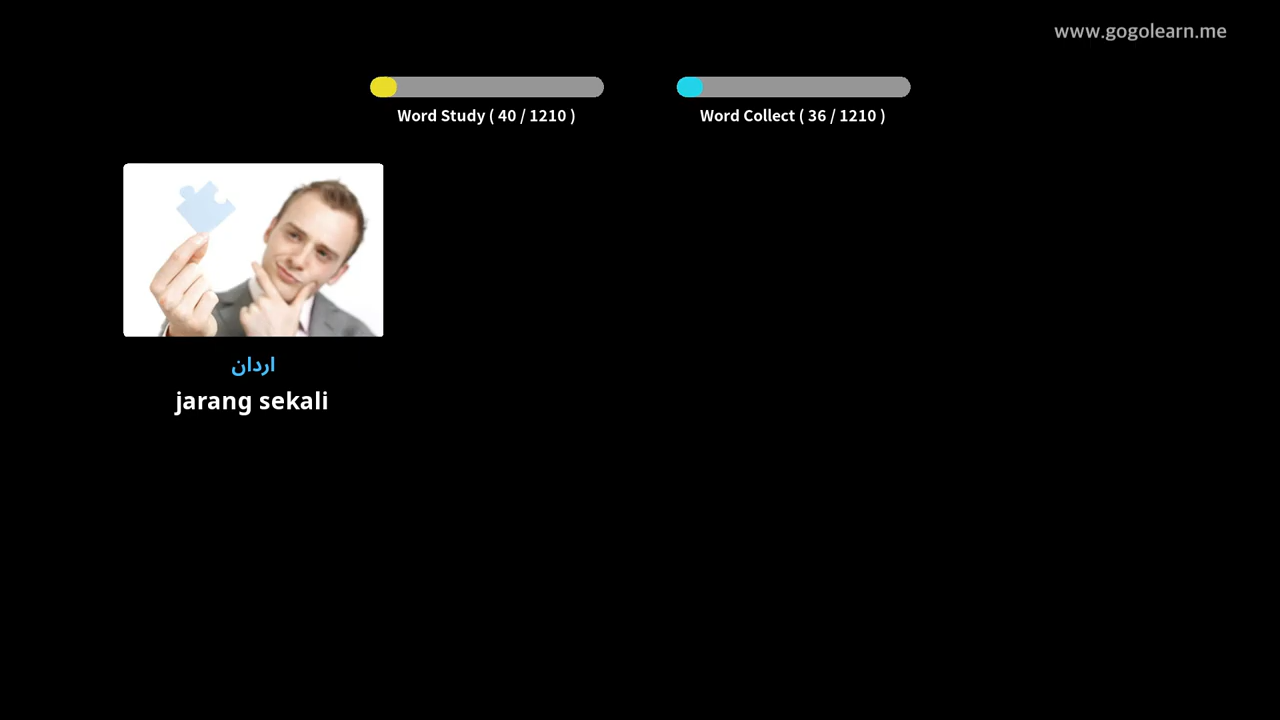 www.gogolearn.me
Word Study ( 40 / 1210 )
Word Collect ( 36 / 1210 )
اردان
jarang sekali